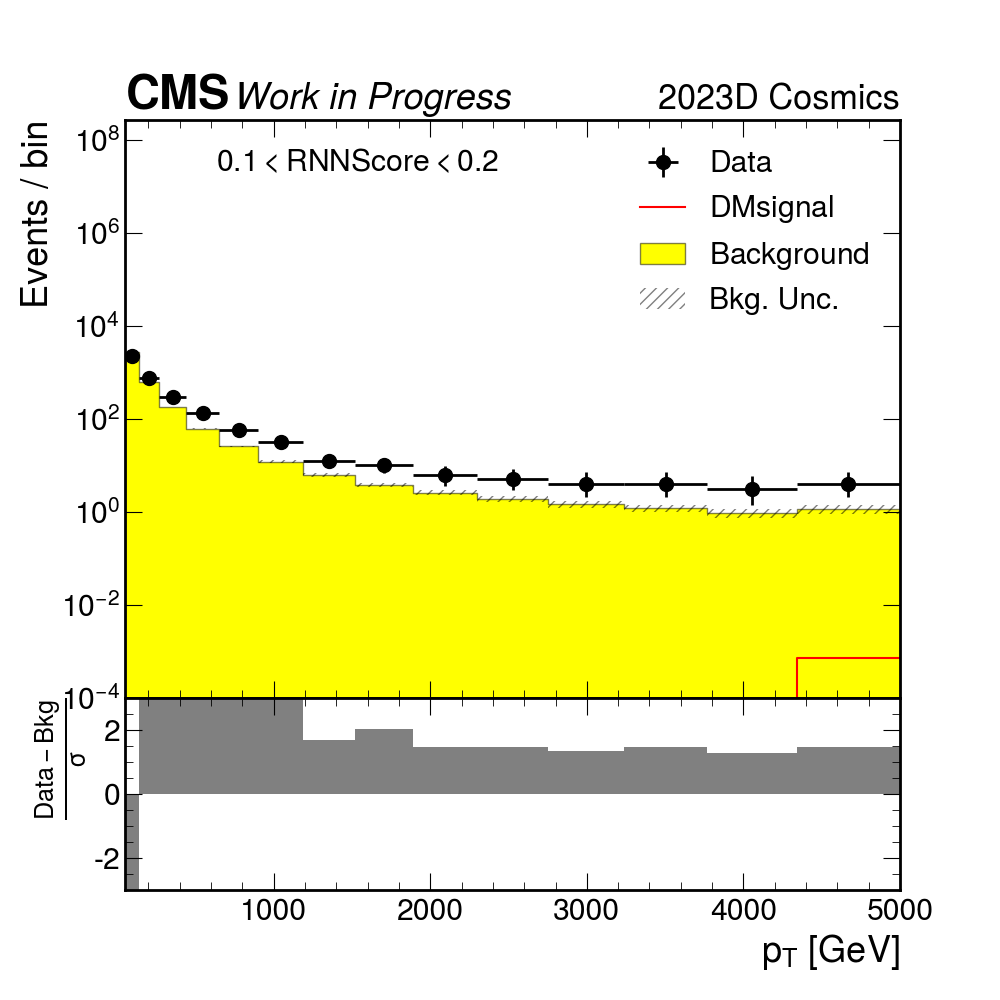 CMS Work in Progress 2023D Cosmics
Events / bin
10⁸
10⁶
10⁴
10²
10⁰
10⁻²
10⁻⁴
0.1 < RNNScore < 0.2
Data
DMsignal
Background
Bkg. Unc.
Data − Bkg
σ
2
0
-2
1000 2000 3000 4000 5000
p_T [GeV]